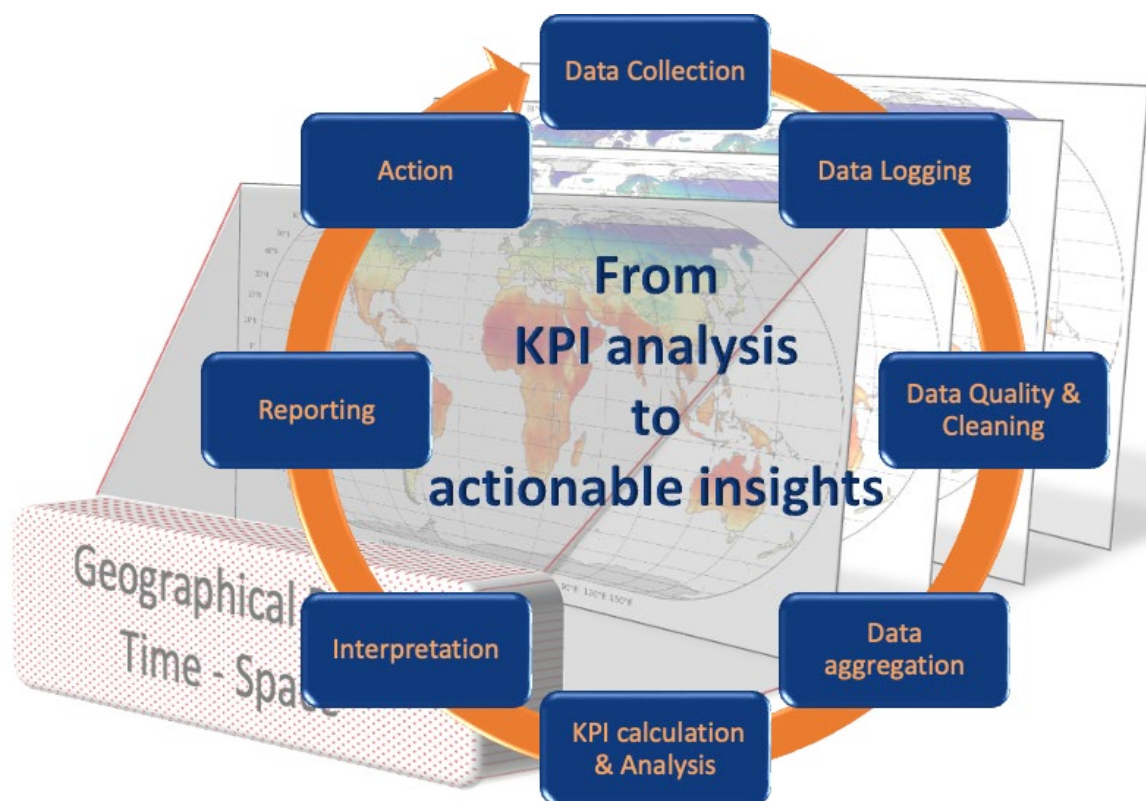 Data Collection
Data Logging
Data Quality &
Cleaning
Data
aggregation
KPI calculation
& Analysis
Interpretation
Reporting
Action
From
KPI analysis
to
actionable insights
Geographical
Time - Space